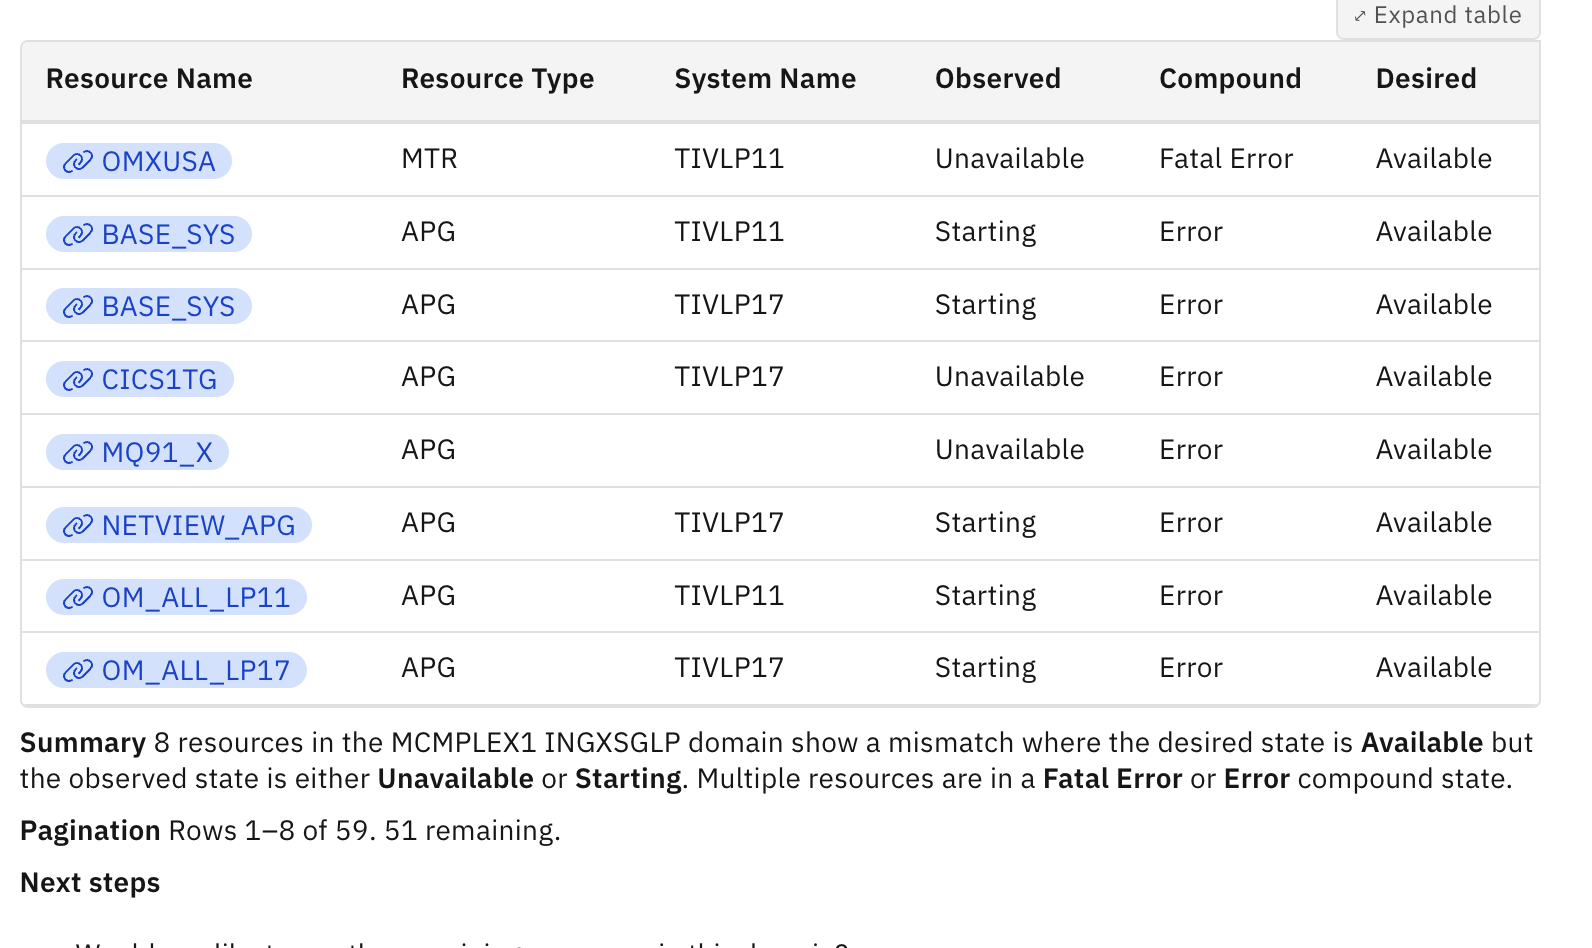 Expand table
Resource Name Resource Type System Name Observed Compound Desired
OMXUSA MTR TIVLP11 Unavailable Fatal Error Available
BASE_SYS APG TIVLP11 Starting Error Available
BASE_SYS APG TIVLP17 Starting Error Available
CICS1TG APG TIVLP17 Unavailable Error Available
MQ91_X APG Unavailable Error Available
NETVIEW_APG APG TIVLP17 Starting Error Available
OM_ALL_LP11 APG TIVLP11 Starting Error Available
OM_ALL_LP17 APG TIVLP17 Starting Error Available
Summary 8 resources in the MCMPLEX1 INGXSGLP domain show a mismatch where the desired state is Available but
the observed state is either Unavailable or Starting. Multiple resources are in a Fatal Error or Error compound state.
Pagination Rows 1–8 of 59. 51 remaining.
Next steps